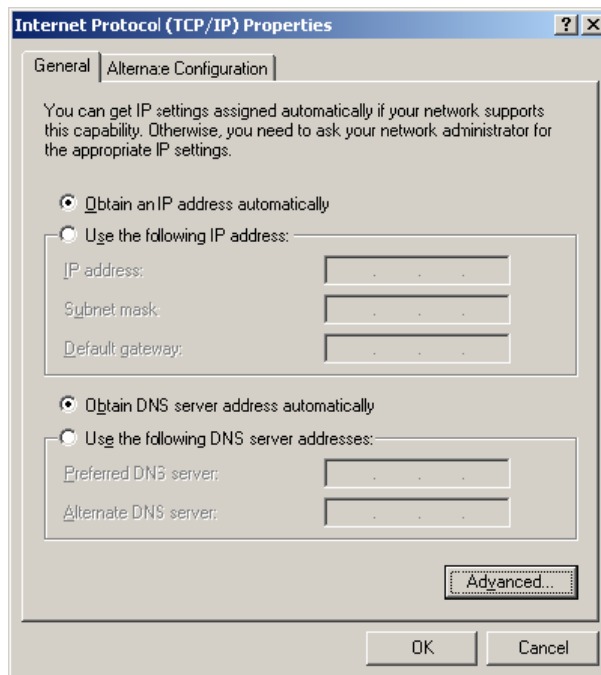 Internet Protocol (TCP/IP) Properties
General
Alternate Configuration
You can get IP settings assigned automatically if your network supports
this capability. Otherwise, you need to ask your network administrator for
the appropriate IP settings.
Obtain an IP address automatically
Use the following IP address:
IP address:
Subnet mask:
Default gateway:
Obtain DNS server address automatically
Use the following DNS server addresses:
Preferred DNS server:
Alternate DNS server:
Advanced...
OK
Cancel